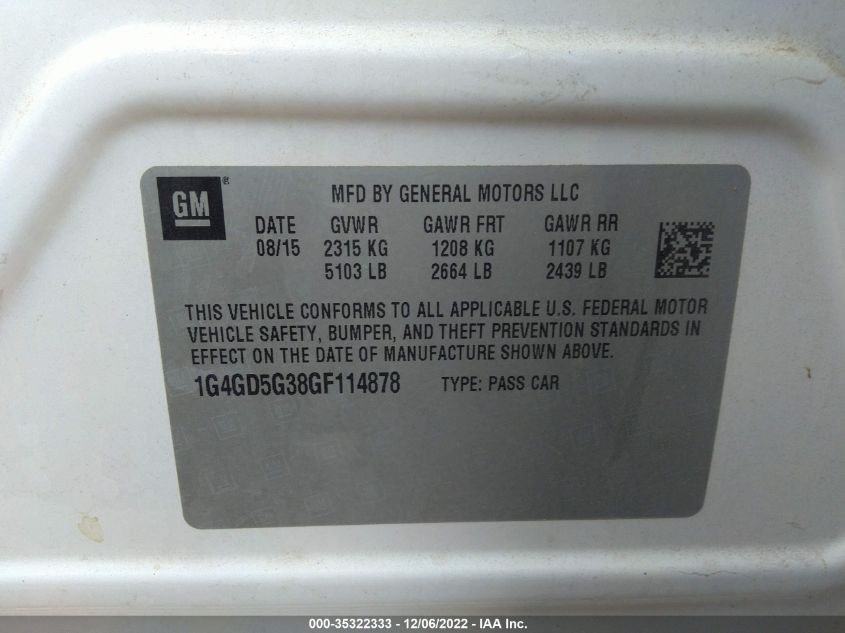 GM ®
MFD BY GENERAL MOTORS LLC
DATE GVWR GAWR FRT GAWR RR
08/15 2315 KG 1208 KG 1107 KG
5103 LB 2664 LB 2439 LB
THIS VEHICLE CONFORMS TO ALL APPLICABLE U.S. FEDERAL MOTOR
VEHICLE SAFETY, BUMPER, AND THEFT PREVENTION STANDARDS IN
EFFECT ON THE DATE OF MANUFACTURE SHOWN ABOVE.
1G4GD5G38GF114878 TYPE: PASS CAR
000-35322333 - 12/06/2022 - IAA Inc.